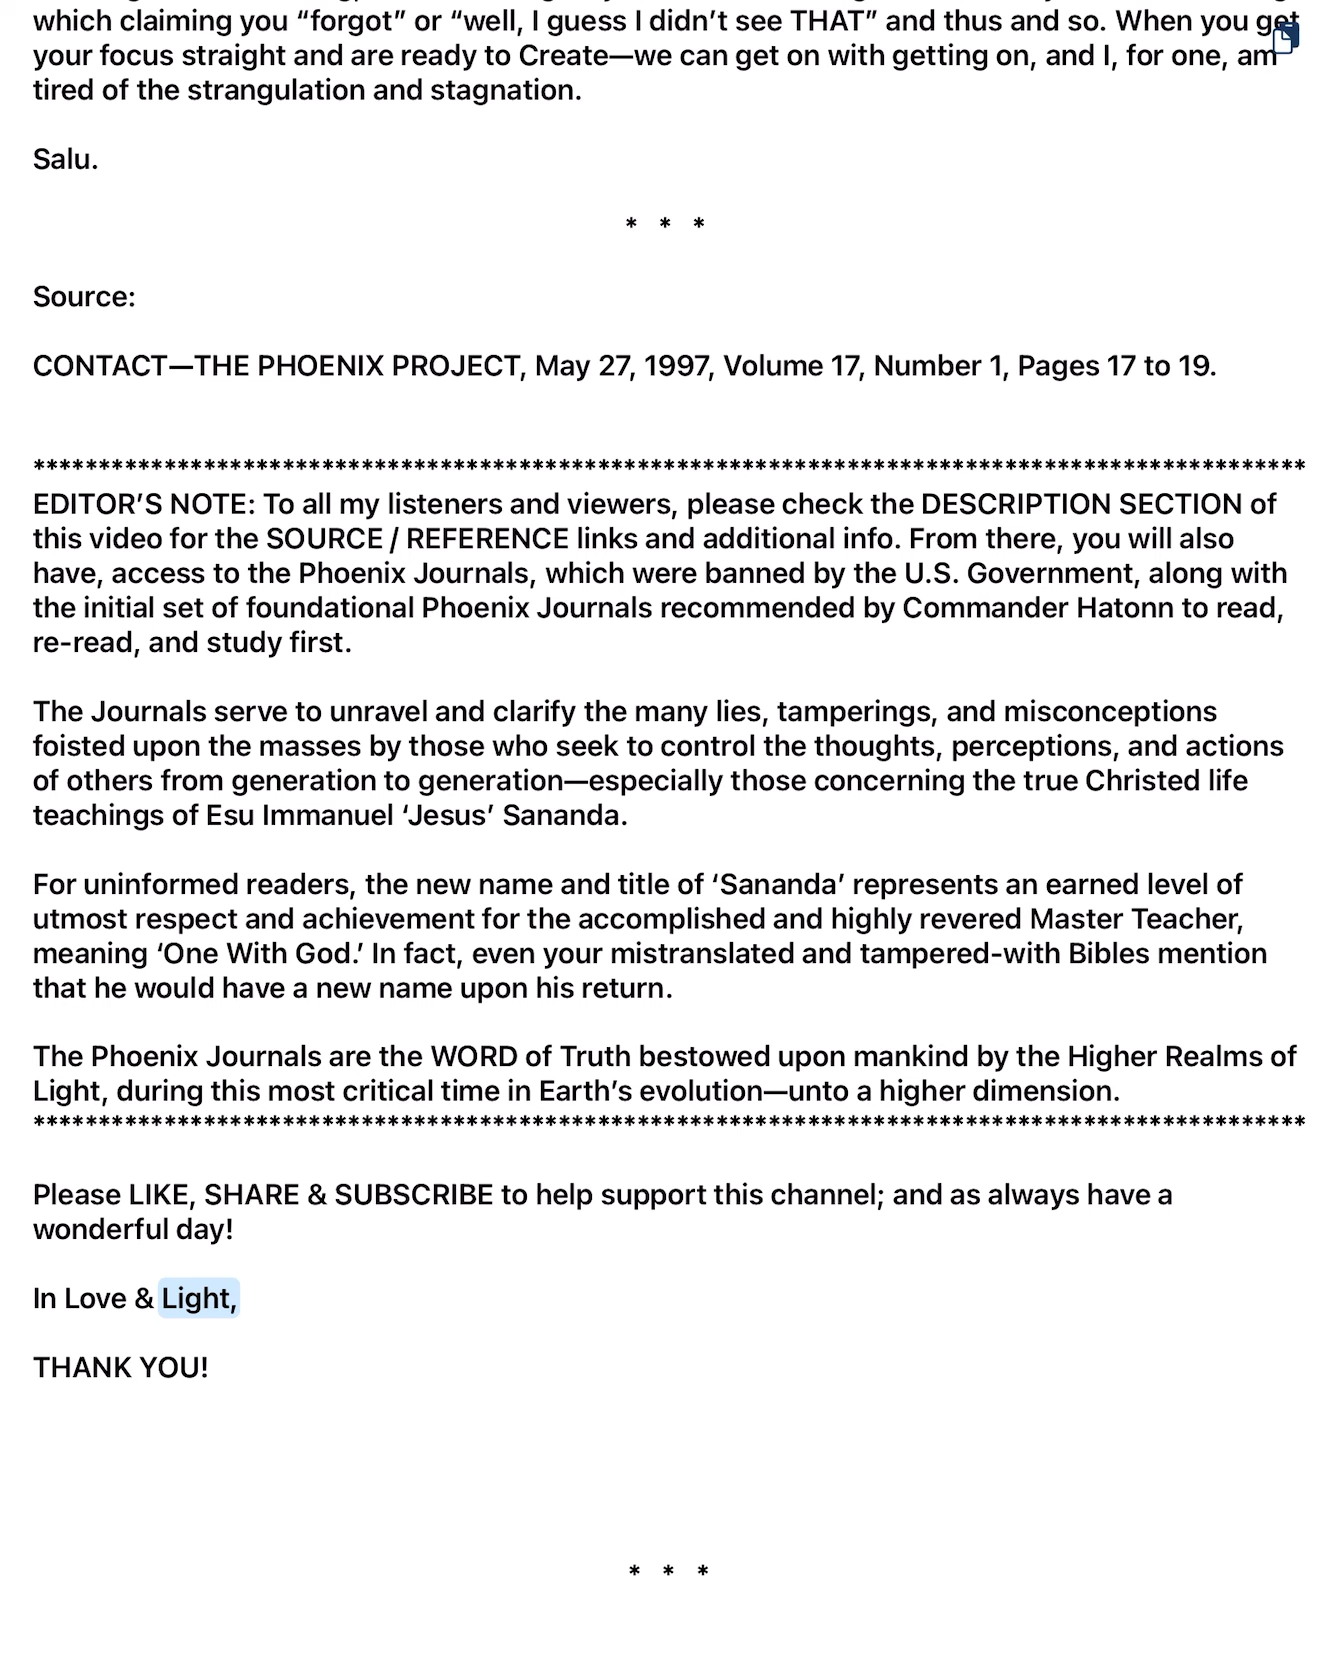 which claiming you “forgot” or “well, I guess I didn’t see THAT” and thus and so. When you get
your focus straight and are ready to Create—we can get on with getting on, and I, for one, am
tired of the strangulation and stagnation.
Salu.
* * *
Source:
CONTACT—THE PHOENIX PROJECT, May 27, 1997, Volume 17, Number 1, Pages 17 to 19.
*************************************************************************************************
EDITOR’S NOTE: To all my listeners and viewers, please check the DESCRIPTION SECTION of
this video for the SOURCE / REFERENCE links and additional info. From there, you will also
have, access to the Phoenix Journals, which were banned by the U.S. Government, along with
the initial set of foundational Phoenix Journals recommended by Commander Hatonn to read,
re-read, and study first.
The Journals serve to unravel and clarify the many lies, tamperings, and misconceptions
foisted upon the masses by those who seek to control the thoughts, perceptions, and actions
of others from generation to generation—especially those concerning the true Christed life
teachings of Esu Immanuel ‘Jesus’ Sananda.
For uninformed readers, the new name and title of ‘Sananda’ represents an earned level of
utmost respect and achievement for the accomplished and highly revered Master Teacher,
meaning ‘One With God.’ In fact, even your mistranslated and tampered-with Bibles mention
that he would have a new name upon his return.
The Phoenix Journals are the WORD of Truth bestowed upon mankind by the Higher Realms of
Light, during this most critical time in Earth’s evolution—unto a higher dimension.
*************************************************************************************************
Please LIKE, SHARE & SUBSCRIBE to help support this channel; and as always have a
wonderful day!
In Love & Light,
THANK YOU!
* * *